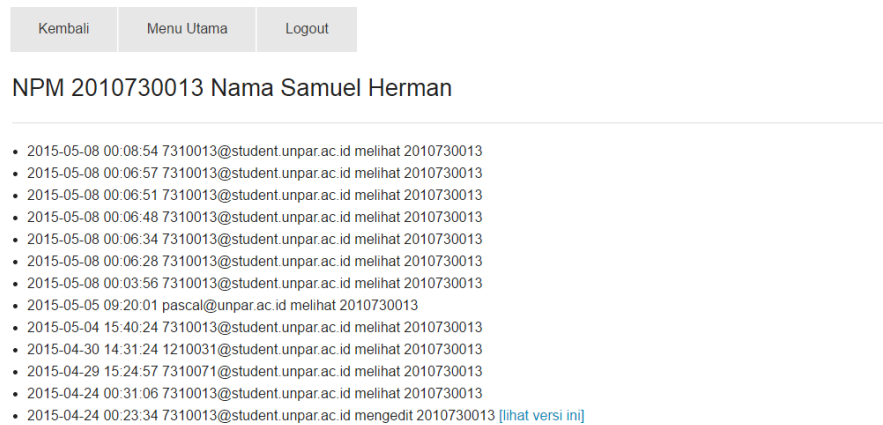 Kembali Menu Utama Logout
NPM 2010730013 Nama Samuel Herman
• 2015-05-08 00:08:54 7310013@student.unpar.ac.id melihat 2010730013
• 2015-05-08 00:06:57 7310013@student.unpar.ac.id melihat 2010730013
• 2015-05-08 00:06:51 7310013@student.unpar.ac.id melihat 2010730013
• 2015-05-08 00:06:48 7310013@student.unpar.ac.id melihat 2010730013
• 2015-05-08 00:06:34 7310013@student.unpar.ac.id melihat 2010730013
• 2015-05-08 00:06:28 7310013@student.unpar.ac.id melihat 2010730013
• 2015-05-08 00:03:56 7310013@student.unpar.ac.id melihat 2010730013
• 2015-05-05 09:20:01 pascal@unpar.ac.id melihat 2010730013
• 2015-05-04 15:40:24 7310013@student.unpar.ac.id melihat 2010730013
• 2015-04-30 14:31:24 1210031@student.unpar.ac.id melihat 2010730013
• 2015-04-29 15:24:57 7310071@student.unpar.ac.id melihat 2010730013
• 2015-04-24 00:31:06 7310013@student.unpar.ac.id melihat 2010730013
• 2015-04-24 00:23:34 7310013@student.unpar.ac.id mengedit 2010730013 [lihat versi ini]